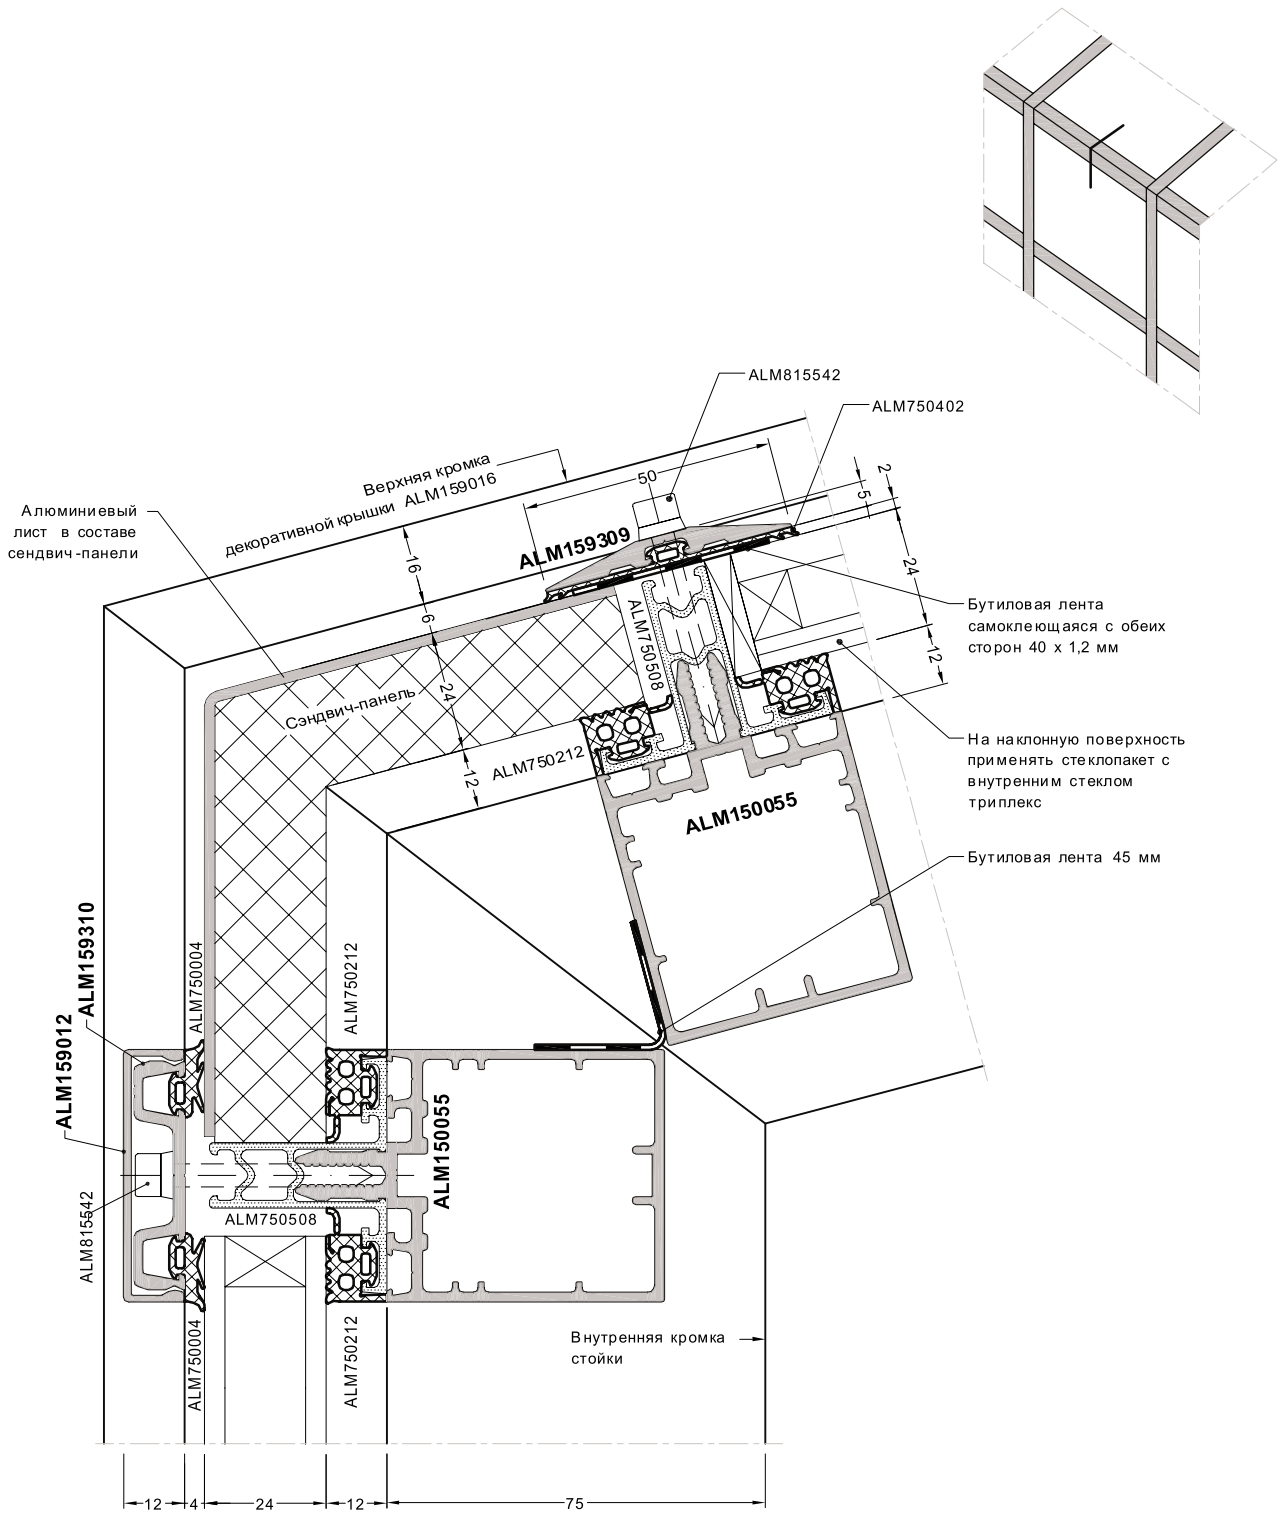 ALM815542
ALM750402
Верхняя кромка
декоративной крышки ALM159016
50
2
5
Алюминиевый
лист в составе
сендвич-панели
ALM159309
16
6
24
Бутиловая лента
самоклеющаяся с обеих
сторон 40 х 1,2 мм
ALM750508
12
Сэндвич-панель
24
На наклонную поверхность
применять стеклопакет с
внутренним стеклом
триплекс
ALM750212
12
ALM150055
Бутиловая лента 45 мм
ALM159310
ALM159012
ALM750004
ALM750212
ALM150055
ALM815542
ALM750508
ALM750004
ALM750212
Внутренняя кромка
стойки
12
4
24
12
75